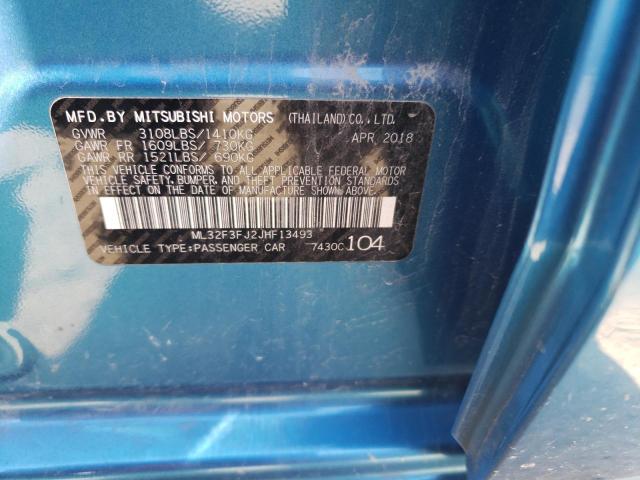 MFD.BY MITSUBISHI MOTORS (THAILAND) CO., LTD.
GVWR 3108LBS/1410KG APR 2018
GAWR FR 1609LBS/ 730KG
GAWR RR 1521LBS/ 690KG
THIS VEHICLE CONFORMS TO ALL APPLICABLE FEDERAL MOTOR
VEHICLE SAFETY, BUMPER, AND THEFT PREVENTION STANDARDS
IN EFFECT ON THE DATE OF MANUFACTURE SHOWN ABOVE.
ML32F3FJ2JHF13493
VEHICLE TYPE:PASSENGER CAR 7430C 104